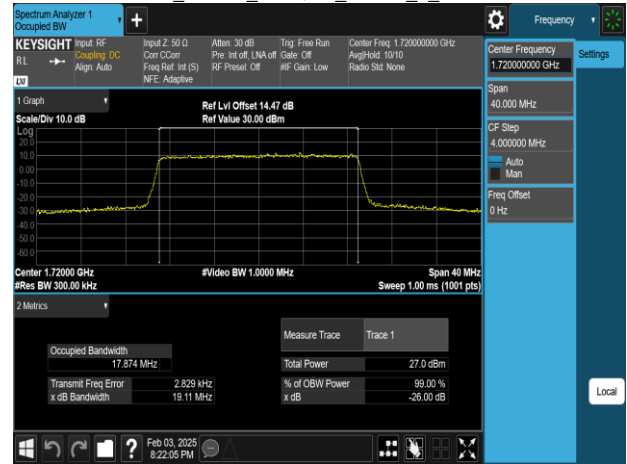 Spectrum Analyzer 1
Occupied BW
+
Frequency
KEYSIGHT
RL
LXI
Input: RF
Coupling: DC
Align: Auto
Input Z: 50 Ω
Corr CCorr
Freq Ref: Int (S)
NFE: Adaptive
Atten: 30 dB
Pre: Int off, LNA off
RF Presel: Off
Trig: Free Run
Gate: Off
#IF Gain: Low
Center Freq: 1.720000000 GHz
Avg|Hold: 10/10
Radio Std: None
Center Frequency
1.720000000 GHz
Settings
Span
40.000 MHz
CF Step
4.000000 MHz
Auto
Man
Freq Offset
0 Hz
1 Graph
Scale/Div 10.0 dB
Ref Lvl Offset 14.47 dB
Ref Value 30.00 dBm
Log
20.0
10.0
0.00
-10.0
-20.0
-30.0
-40.0
-50.0
-60.0
Center 1.72000 GHz
#Video BW 1.0000 MHz
Span 40 MHz
#Res BW 300.00 kHz
Sweep 1.00 ms (1001 pts)
2 Metrics
Measure Trace
Trace 1
Occupied Bandwidth
17.874 MHz
Total Power
27.0 dBm
Transmit Freq Error
2.829 kHz
% of OBW Power
99.00 %
x dB Bandwidth
19.11 MHz
x dB
-26.00 dB
Local
?
Feb 03, 2025
8:22:05 PM